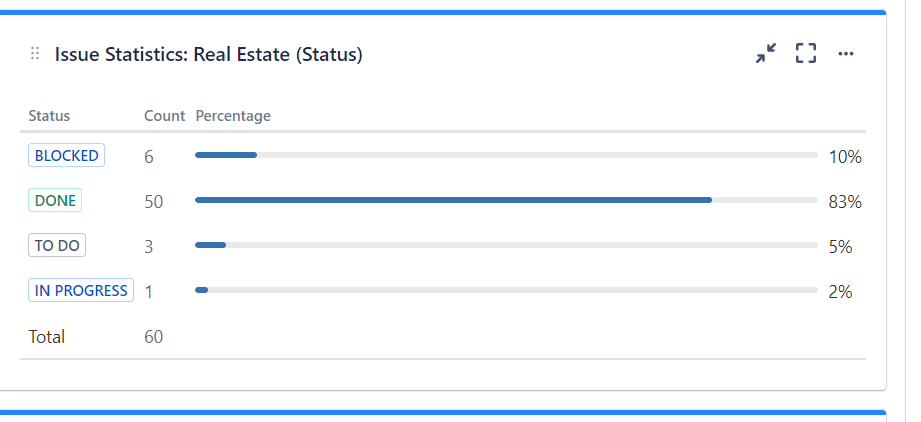 Issue Statistics: Real Estate (Status)
Status Count Percentage
BLOCKED 6 10%
DONE 50 83%
TO DO 3 5%
IN PROGRESS 1 2%
Total 60